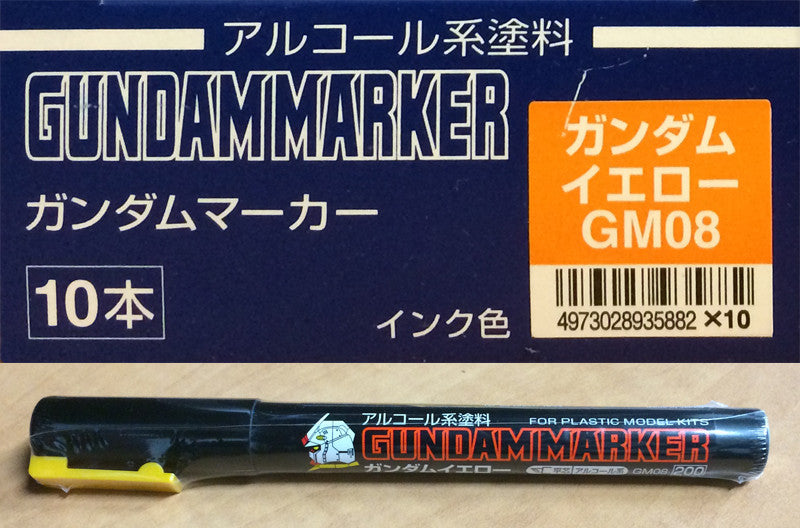 アルコール系塗料
GUNDAMMARKER
ガンダムマーカー
10本
インク色
ガンダム
イエロー
GM08
4973028935882 ×10
アルコール系塗料 FOR PLASTIC MODEL KITS
GUNDAMMARKER
ガンダムイエロー アルコール系 GM08 200